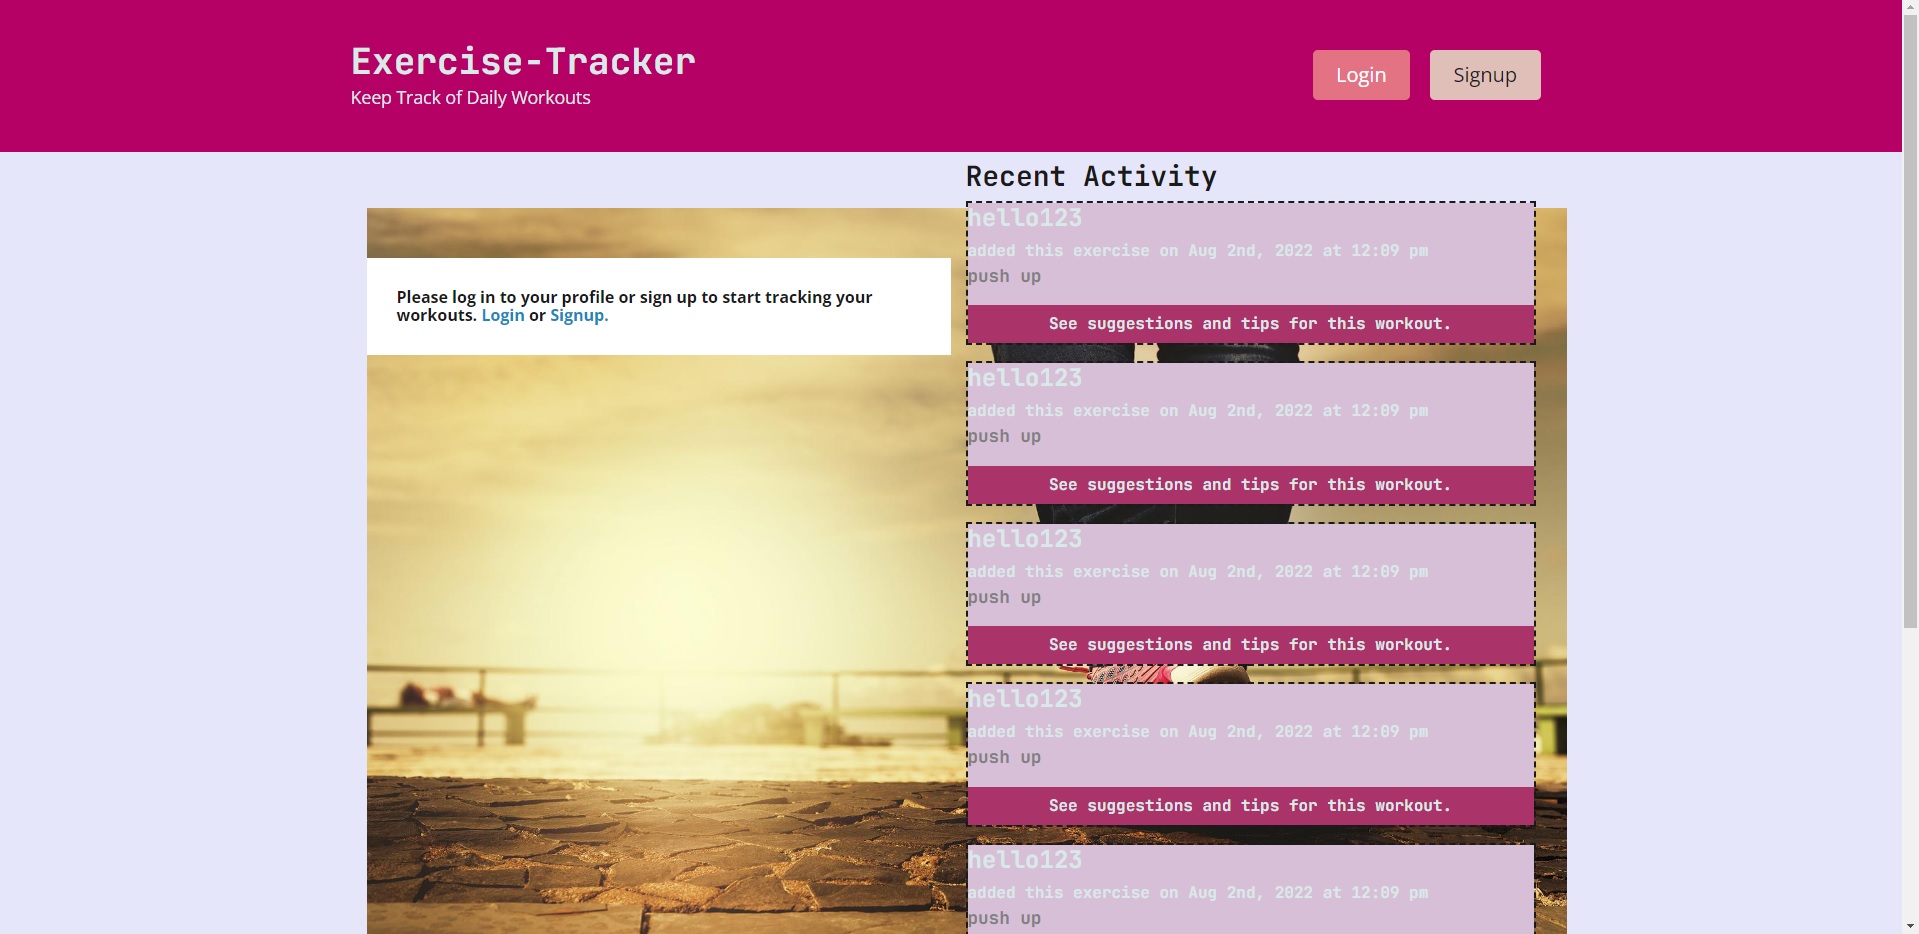 Exercise-Tracker
Keep Track of Daily Workouts
Login
Signup
Please log in to your profile or sign up to start tracking your
workouts. Login or Signup.
Recent Activity
hello123
added this exercise on Aug 2nd, 2022 at 12:09 pm
push up
See suggestions and tips for this workout.
hello123
added this exercise on Aug 2nd, 2022 at 12:09 pm
push up
See suggestions and tips for this workout.
hello123
added this exercise on Aug 2nd, 2022 at 12:09 pm
push up
See suggestions and tips for this workout.
hello123
added this exercise on Aug 2nd, 2022 at 12:09 pm
push up
See suggestions and tips for this workout.
hello123
added this exercise on Aug 2nd, 2022 at 12:09 pm
push up